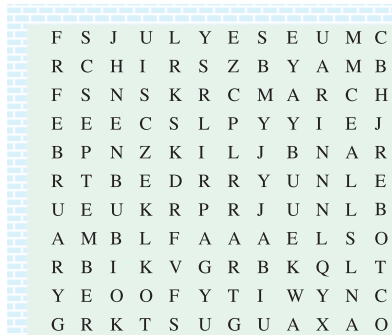 F S J U L Y E S E U M C
R C H I R S Z B Y A M B
F S N S K R C M A R C H
E E E C S L P Y Y I E J
B P N Z K I L J B N A R
R T B E D R R Y U N L E
U E U K R P R J U N L B
A M B L F A A A E L S O
R B I K V G R B K Q L T
Y E O O F Y T I W Y N C
G R K T S U G U A X A O